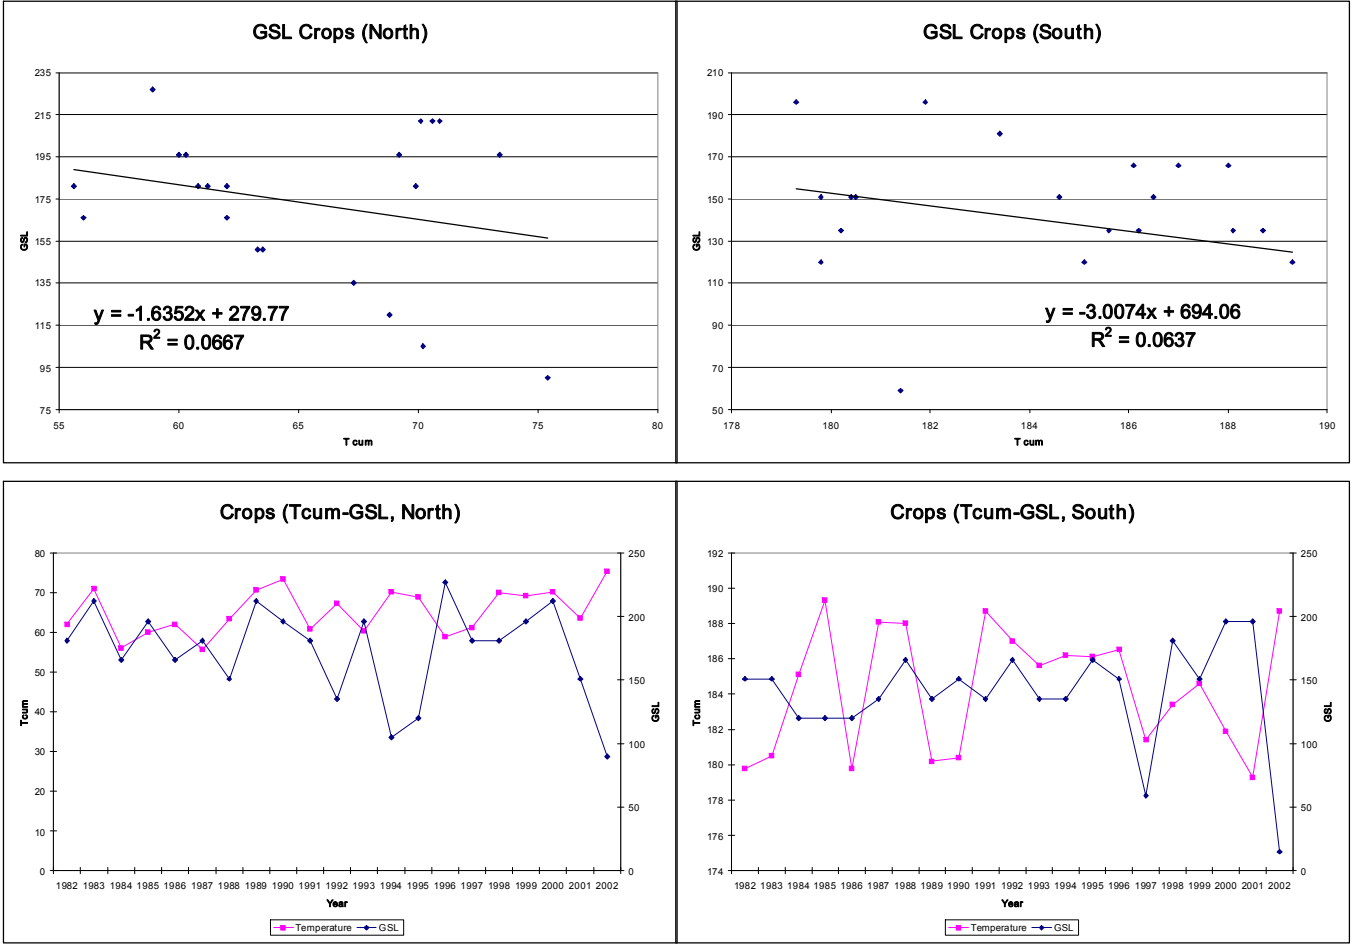 GSL Crops (North)
235
215
195
175
155
135
115
95
75
GSL
y = -1.6352x + 279.77
R² = 0.0667
55 60 65 70 75 80
T cum
GSL Crops (South)
210
190
170
150
130
110
90
70
50
GSL
y = -3.0074x + 694.06
R² = 0.0637
178 180 182 184 186 188 190
T cum
Crops (Tcum-GSL, North)
80
70
60
50
40
30
20
10
0
Tcum
250
200
150
100
50
0
GSL
1982 1983 1984 1985 1986 1987 1988 1989 1990 1991 1992 1993 1994 1995 1996 1997 1998 1999 2000 2001 2002
Year
Temperature GSL
Crops (Tcum-GSL, South)
192
190
188
186
184
182
180
178
176
174
Tcum
250
200
150
100
50
0
GSL
1982 1983 1984 1985 1986 1987 1988 1989 1990 1991 1992 1993 1994 1995 1996 1997 1998 1999 2000 2001 2002
Year
Temperature GSL